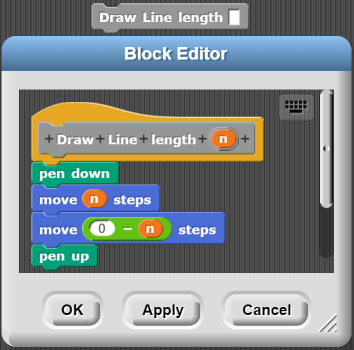 Draw Line length
Block Editor
+ Draw + Line + length + n +
pen down
move n steps
move 0 − n steps
pen up
OK Apply Cancel